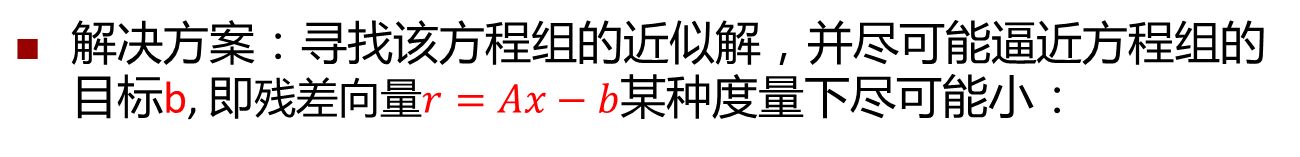 ■ 解决方案：寻找该方程组的近似解，并尽可能逼近方程组的
目标b, 即残差向量r = Ax − b某种度量下尽可能小：